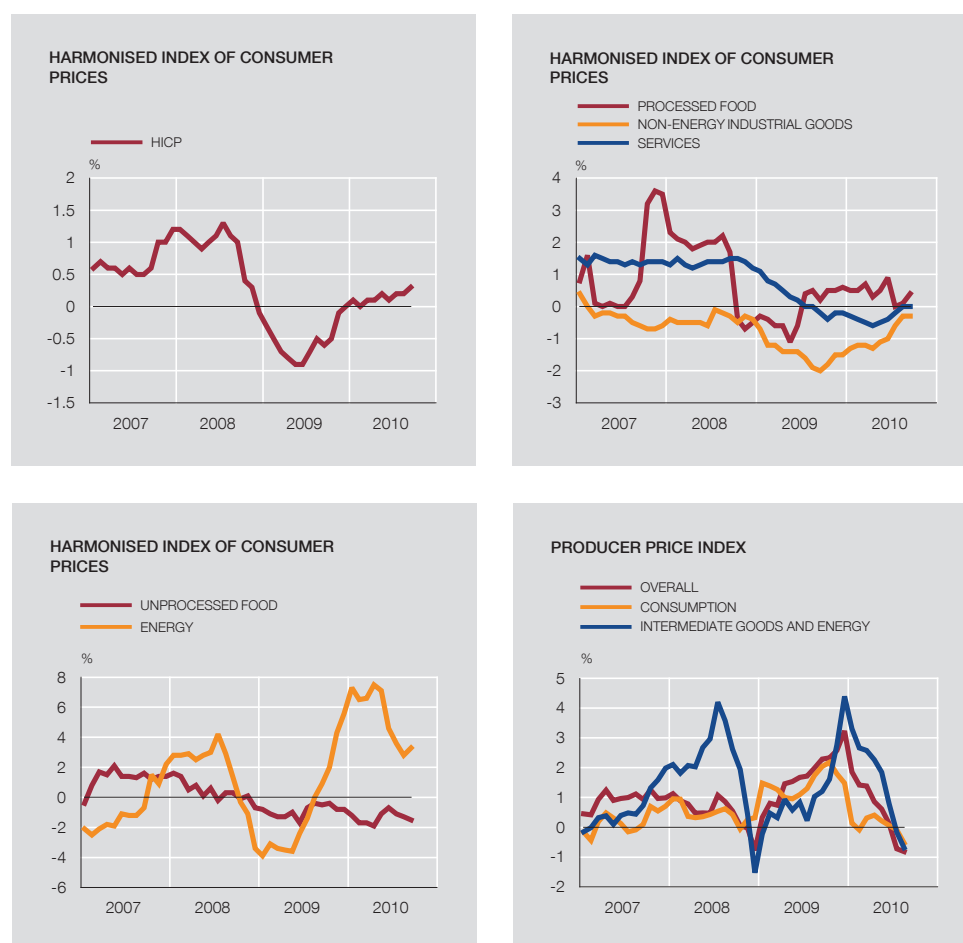 HARMONISED INDEX OF CONSUMER
PRICES
HICP
%
2
1.5
1
0.5
0
-0.5
-1
-1.5
2007 2008 2009 2010
HARMONISED INDEX OF CONSUMER
PRICES
PROCESSED FOOD
NON-ENERGY INDUSTRIAL GOODS
SERVICES
%
4
3
2
1
0
-1
-2
-3
2007 2008 2009 2010
HARMONISED INDEX OF CONSUMER
PRICES
UNPROCESSED FOOD
ENERGY
%
8
6
4
2
0
-2
-4
-6
2007 2008 2009 2010
PRODUCER PRICE INDEX
OVERALL
CONSUMPTION
INTERMEDIATE GOODS AND ENERGY
%
5
4
3
2
1
0
-1
-2
2007 2008 2009 2010